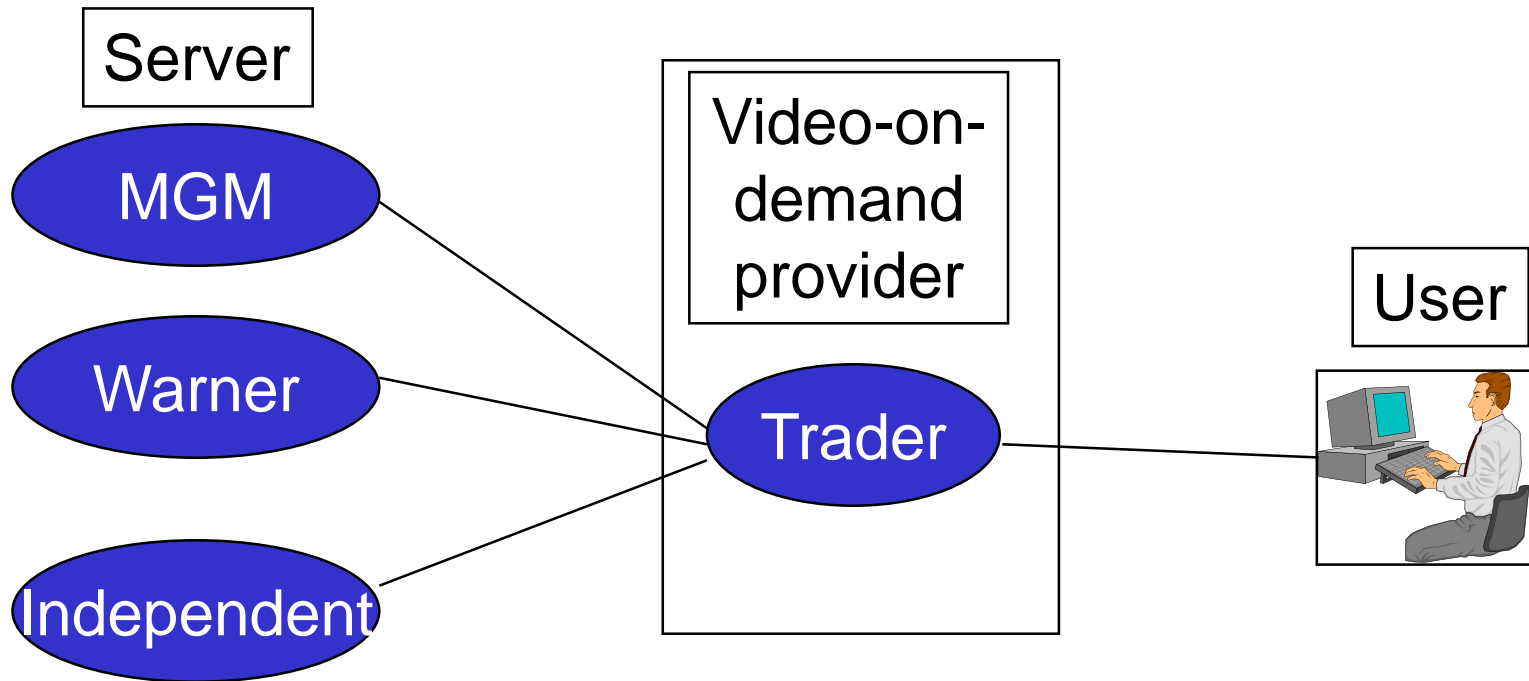 Server
MGM
Warner
Independent
Video-on-
demand
provider
Trader
User